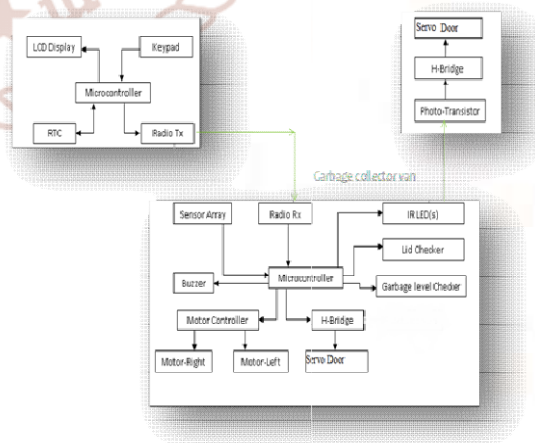 LCD Display
Keypad
Microcontroller
RTC
Radio Tx
Servo Door
H-Bridge
Photo-Transistor
Garbage collector van
Sensor Array
Radio Rx
IR LED(s)
Lid Checker
Microcontroller
Buzzer
Garbage level Checker
Motor Controller
H-Bridge
Motor-Right
Motor-Left
Servo Door